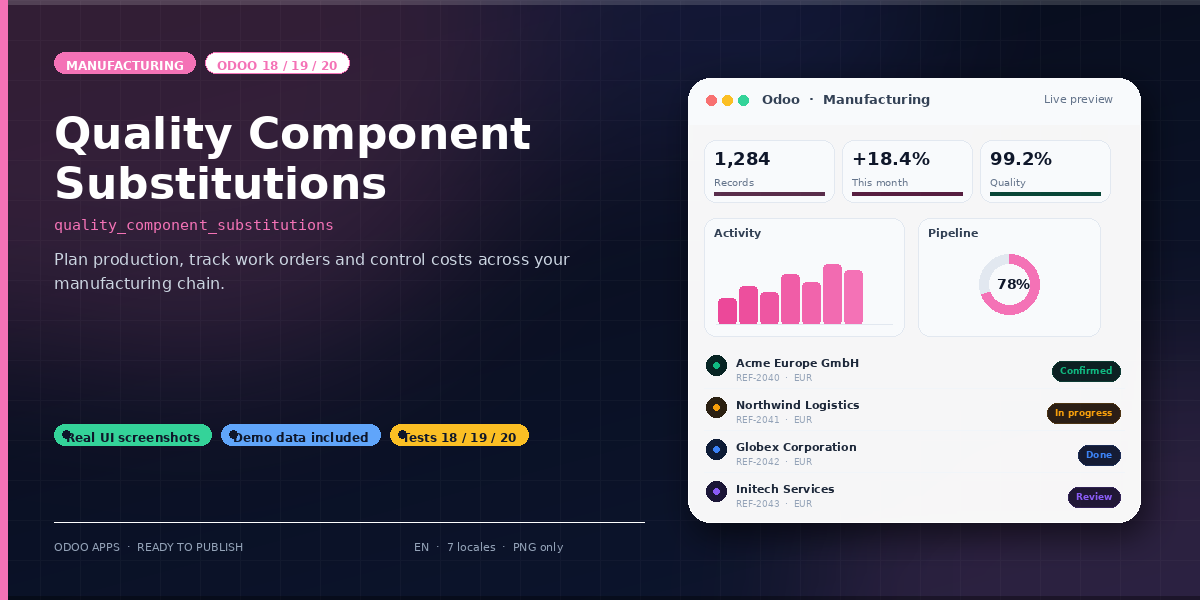 MANUFACTURING
ODOO 18 / 19 / 20
Quality Component
Substitutions
quality_component_substitutions
Plan production, track work orders and control costs across your
manufacturing chain.
Real UI screenshots
Demo data included
Tests 18 / 19 / 20
ODOO APPS · READY TO PUBLISH
EN · 7 locales · PNG only
Odoo · Manufacturing
Live preview
1,284
Records
+18.4%
This month
99.2%
Quality
Activity
Pipeline
78%
Acme Europe GmbH
REF-2040 · EUR
Confirmed
Northwind Logistics
REF-2041 · EUR
In progress
Globex Corporation
REF-2042 · EUR
Done
Initech Services
REF-2043 · EUR
Review